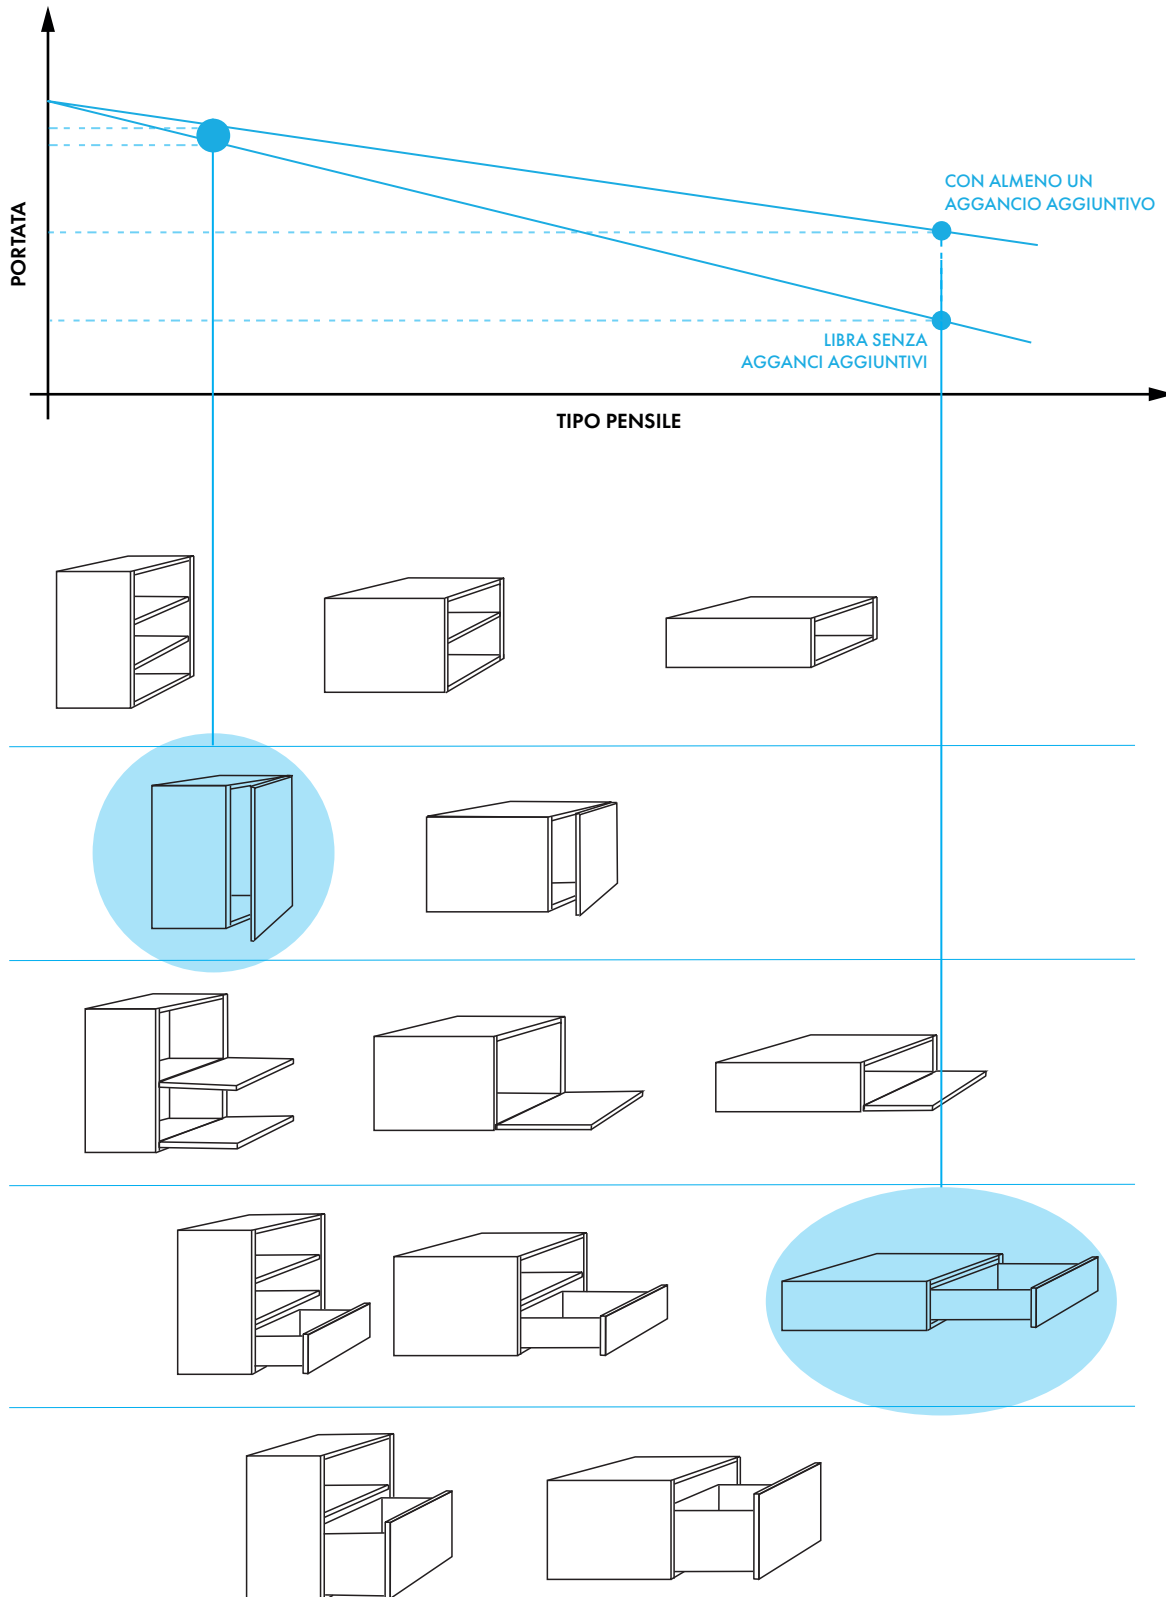 PORTATA
CON ALMENO UN
AGGANCIO AGGIUNTIVO
LIBRA SENZA
AGGANCI AGGIUNTIVI
TIPO PENSILE